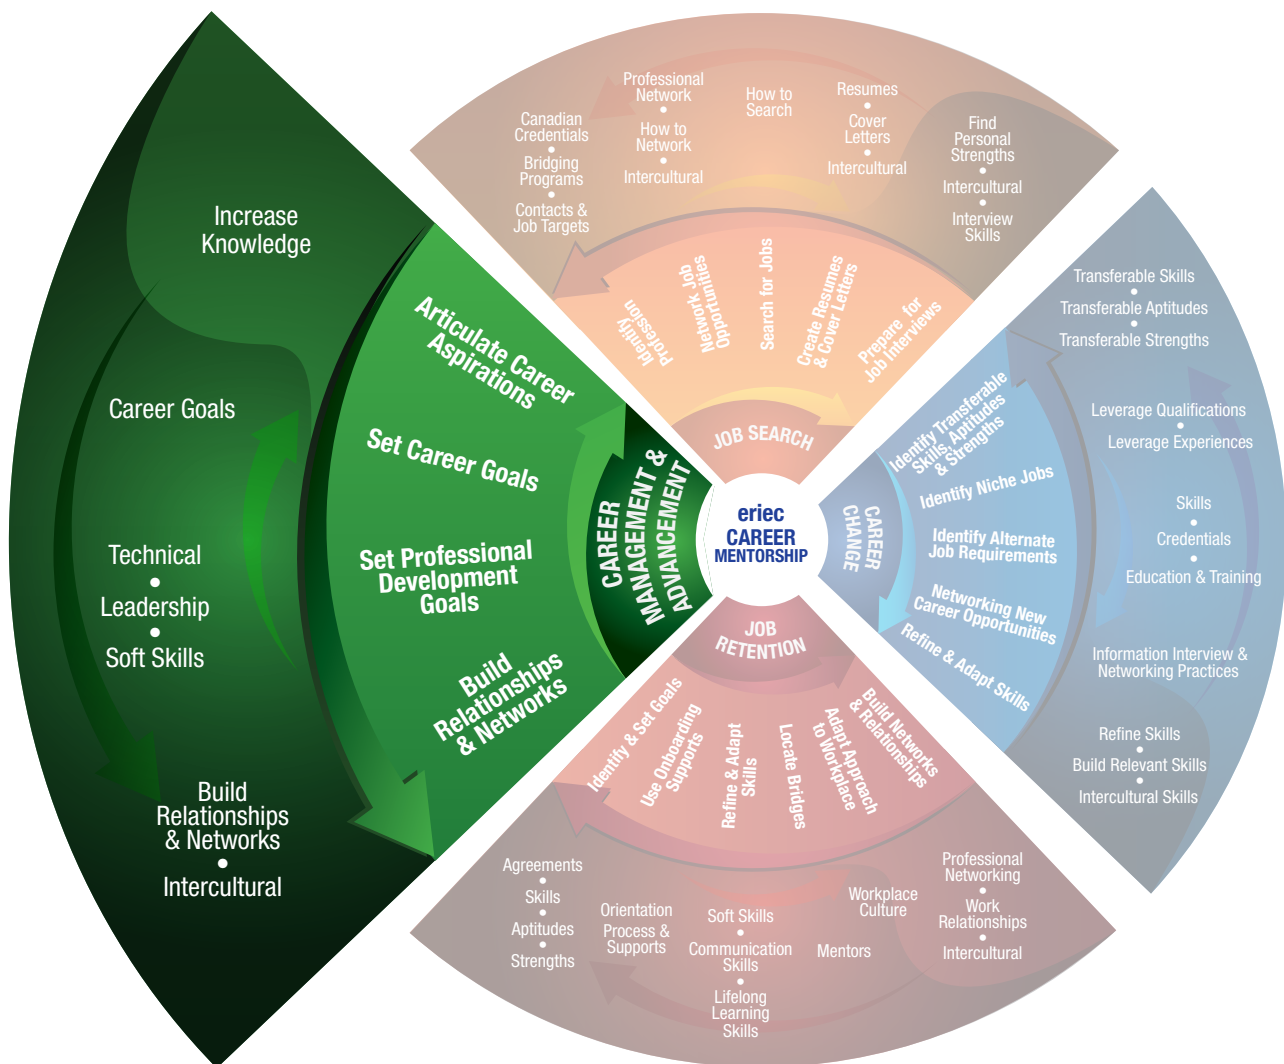 Increase
Knowledge
Career Goals
Technical
•
Leadership
•
Soft Skills
Build
Relationships
& Networks
•
Intercultural
Articulate Career
Aspirations
Set Career Goals
Set Professional
Development
Goals
Build
Relationships
& Networks
CAREER
MANAGEMENT &
ADVANCEMENT
Canadian
Credentials
•
Bridging
Programs
•
Contacts &
Job Targets
Professional
Network
•
How to
Network
•
Intercultural
How to
Search
Resumes
•
Cover
Letters
•
Intercultural
Find
Personal
Strengths
•
Intercultural
•
Interview
Skills
Identify
Profession
Network Job
Opportunities
Search for Jobs
Create Resumes
& Cover Letters
Prepare for
Job Interviews
JOB SEARCH
eriec
CAREER
MENTORSHIP
CAREER
CHANGE
Identify Transferable
Skills, Aptitudes
& Strengths
Identify Niche Jobs
Identify Alternate
Job Requirements
Networking New
Career Opportunities
Refine & Adapt Skills
Transferable Skills
•
Transferable Aptitudes
•
Transferable Strengths
Leverage Qualifications
•
Leverage Experiences
Skills
•
Credentials
•
Education & Training
Information Interview &
Networking Practices
Refine Skills
•
Build Relevant Skills
•
Intercultural Skills
JOB
RETENTION
Identify & Set Goals
Use Onboarding
Supports
Refine & Adapt
Skills
Locate Bridges
Adapt Approach
to Workplace
Build Networks
& Relationships
Agreements
•
Skills
•
Aptitudes
•
Strengths
Orientation
Process &
Supports
Soft Skills
•
Communication
Skills
•
Lifelong
Learning
Skills
Mentors
Workplace
Culture
Professional
Networking
•
Work
Relationships
•
Intercultural